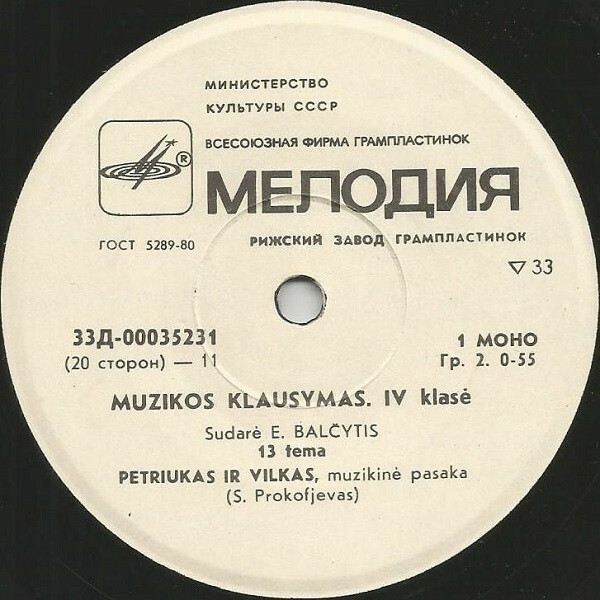 МИНИСТЕРСТВО
КУЛЬТУРЫ СССР
ВСЕСОЮЗНАЯ ФИРМА ГРАМПЛАСТИНОК
®
МЕЛОДИЯ
ГОСТ 5289-80
РИЖСКИЙ ЗАВОД ГРАМПЛАСТИНОК
▽ 33
33Д-00035231
(20 сторон) — 11
1 МОНО
Гр. 2. 0-55
MUZIKOS KLAUSYMAS. IV klasė
Sudarė E. BALČYTIS
13 tema
PETRIUKAS IR VILKAS, muzikinė pasaka
(S. Prokofjevas)